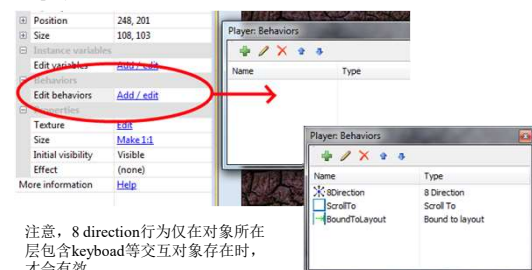 Position 248, 201
Size 108, 103
Instance variables
Edit variables Add / edit
Behaviors
Edit behaviors Add / edit
Properties
Texture Edit
Size Make 1:1
Initial visibility Visible
Effect (none)
More information Help
Player: Behaviors
Name Type
Player: Behaviors
Name Type
8Direction 8 Direction
ScrollTo Scroll To
BoundToLayout Bound to layout
注意，8 direction行为仅在对象所在
层包含keyboad等交互对象存在时，
才会有效